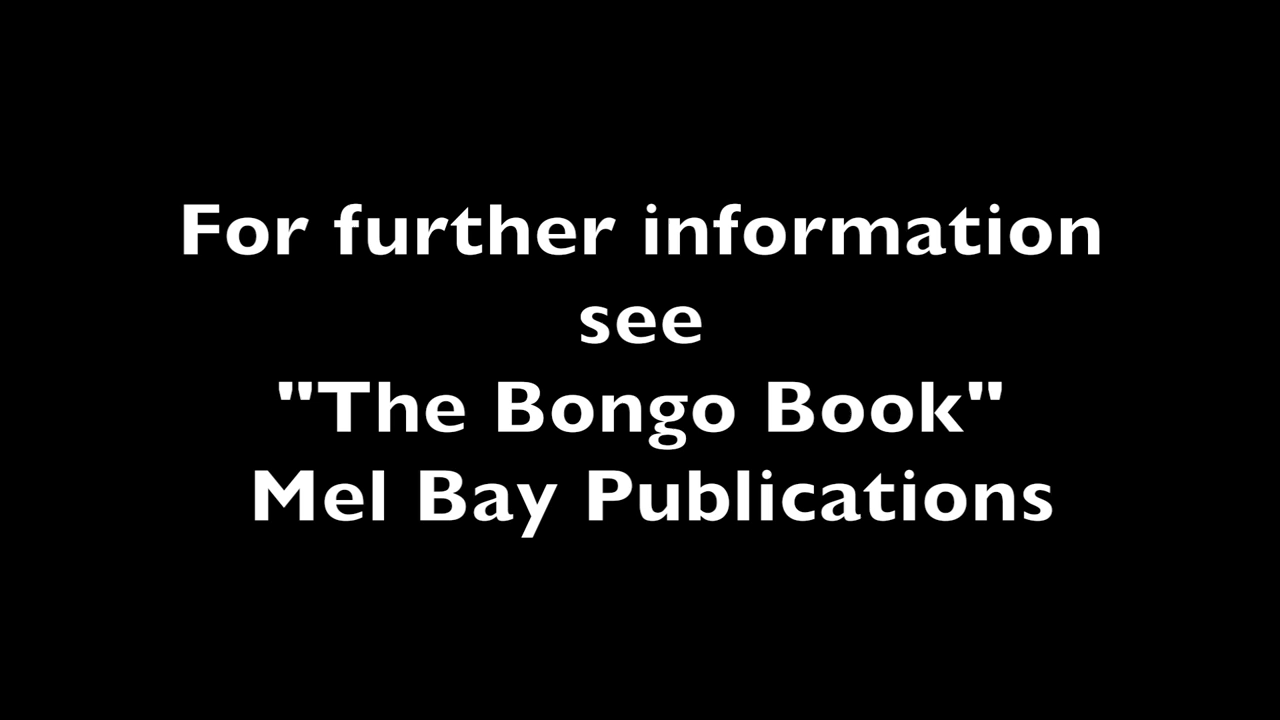 For further information
see
"The Bongo Book"
Mel Bay Publications